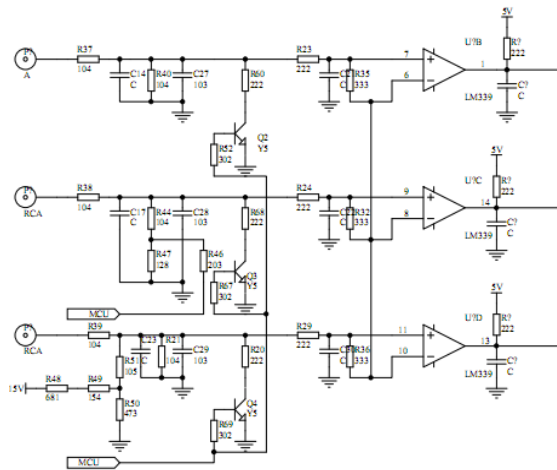 5V
P?
A
R37
104
C14
C
R40
104
C27
103
R60
222
R23
222
R35
333
7
6
U?B
1
LM339
R?
222
C?
C
R52
302
Q2
Y5
5V
P?
RCA
R38
104
C17
C
R44
104
C28
103
R68
222
R24
222
R32
333
9
8
U?C
14
LM339
R?
222
C?
C
R47
128
R46
203
R67
302
Q3
Y5
MCU
5V
P?
RCA
R39
104
R51
105
C23
C
R21
104
C29
103
R20
222
R29
222
R36
333
11
10
U?D
13
LM339
R?
222
C?
C
15V
R48
681
R49
154
R50
473
R69
302
Q4
Y5
MCU